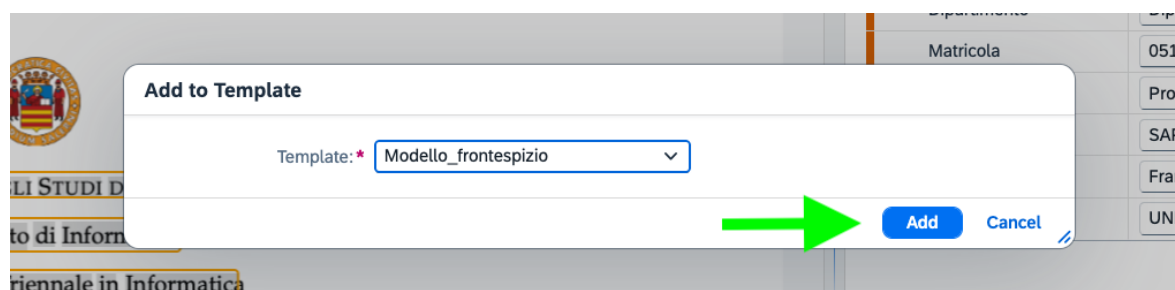 Dipartimento
Matricola
051
Add to Template
Pro
Template:* Modello_frontespizio
SAR
GLI STUDI D
Fra
to di Inform
Add Cancel
UN
riennale in Informatica